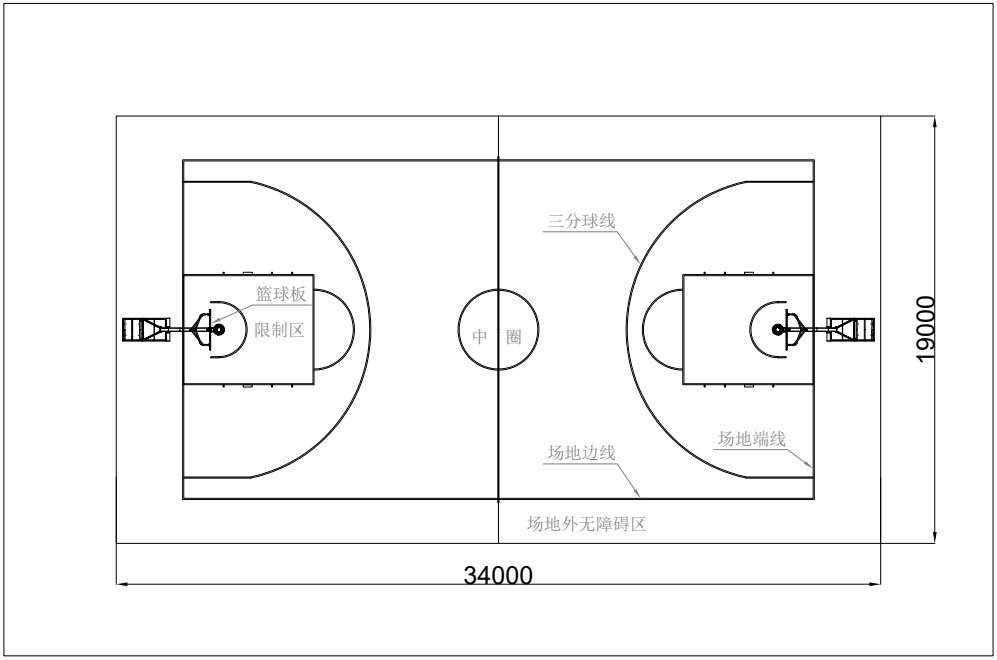 三分球线
篮球板
限制区
中 圈
19000
场地端线
场地边线
场地外无障碍区
34000